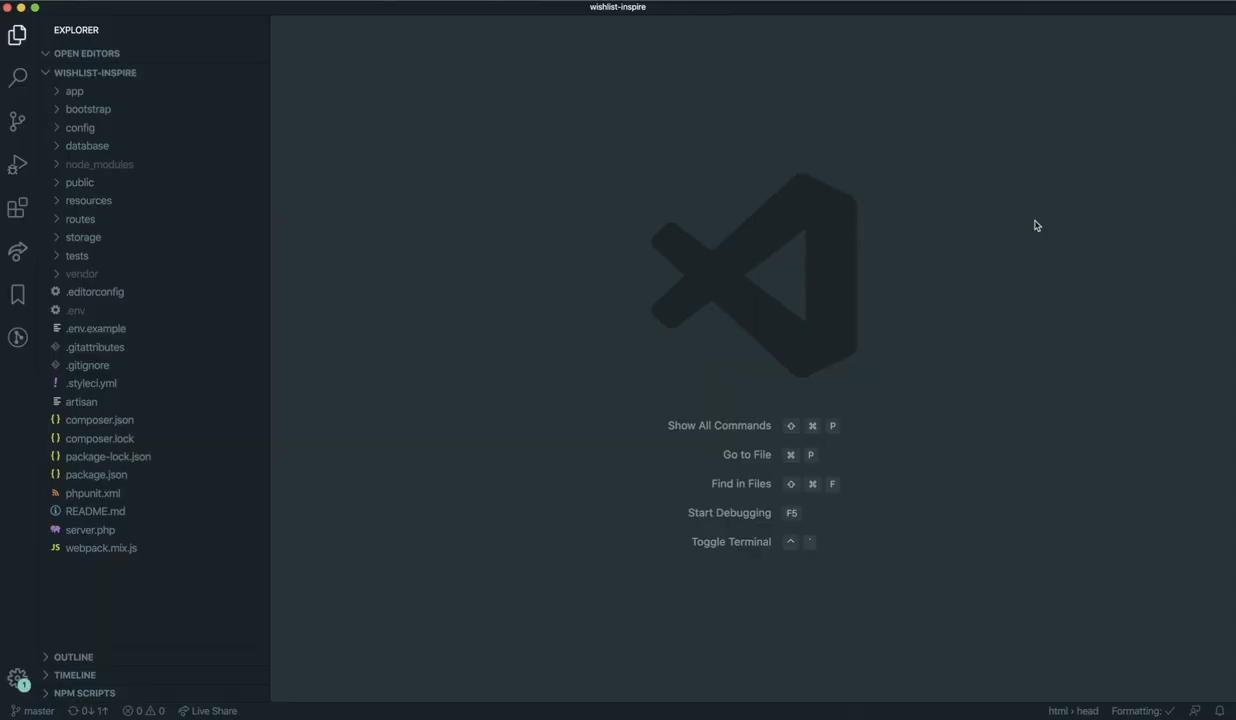 wishlist-inspire
EXPLORER
OPEN EDITORS
WISHLIST-INSPIRE
app
bootstrap
config
database
node_modules
public
resources
routes
storage
tests
vendor
.editorconfig
.env
.env.example
.gitattributes
.gitignore
.styleci.yml
artisan
composer.json
composer.lock
package-lock.json
package.json
phpunit.xml
README.md
server.php
webpack.mix.js
Show All Commands ⇧ ⌘ P
Go to File ⌘ P
Find in Files ⇧ ⌘ F
Start Debugging F5
Toggle Terminal ^ `
OUTLINE
TIMELINE
NPM SCRIPTS
1
master 0↓ 1↑ 0 0 Live Share html › head Formatting: ✓